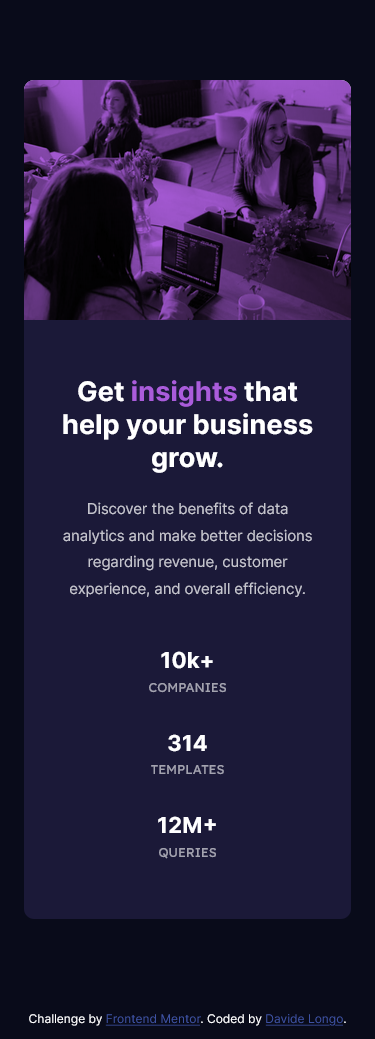 Get insights that
help your business
grow.
Discover the benefits of data
analytics and make better decisions
regarding revenue, customer
experience, and overall efficiency.
10k+
COMPANIES
314
TEMPLATES
12M+
QUERIES
Challenge by Frontend Mentor. Coded by Davide Longo.